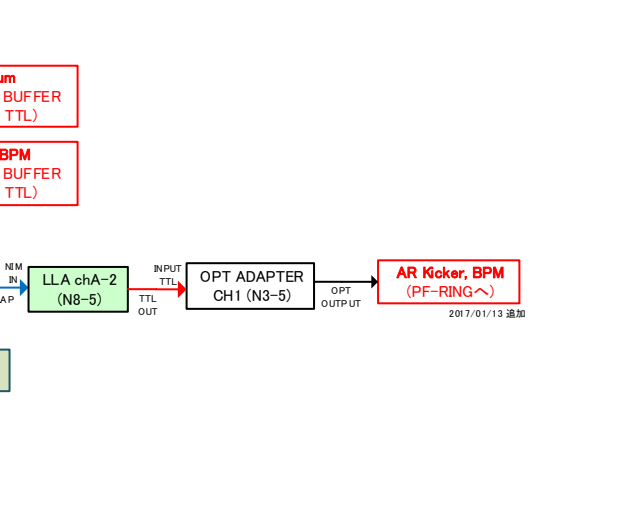 um
BUFFER
TTL)
BPM
BUFFER
TTL)
NIM
IN
AP
LLA chA-2
(N8-5)
TTL
OUT
INPUT
TTL
OPT ADAPTER
CH1 (N3-5)
OPT
OUTPUT
AR Kicker, BPM
(PF-RINGへ)
2017/01/13 追加